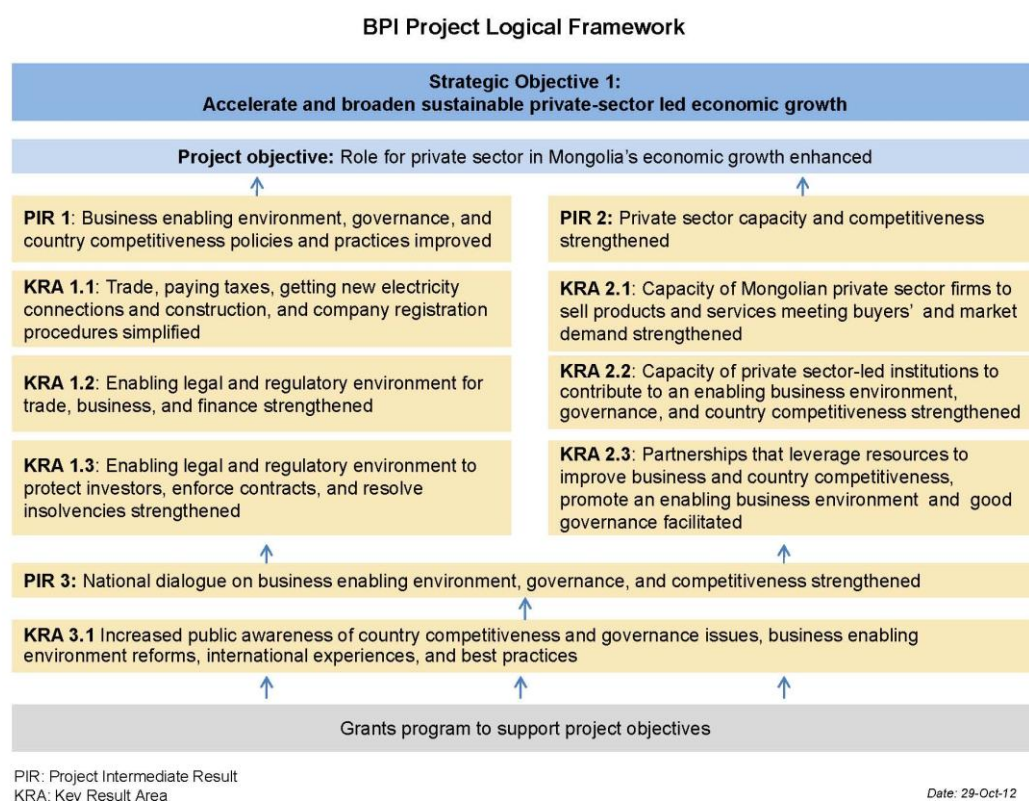 BPI Project Logical Framework
Strategic Objective 1:
Accelerate and broaden sustainable private-sector led economic growth
Project objective: Role for private sector in Mongolia's economic growth enhanced
PIR 1: Business enabling environment, governance, and
country competitiveness policies and practices improved
KRA 1.1: Trade, paying taxes, getting new electricity
connections and construction, and company registration
procedures simplified
KRA 1.2: Enabling legal and regulatory environment for
trade, business, and finance strengthened
KRA 1.3: Enabling legal and regulatory environment to
protect investors, enforce contracts, and resolve
insolvencies strengthened
PIR 2: Private sector capacity and competitiveness
strengthened
KRA 2.1: Capacity of Mongolian private sector firms to
sell products and services meeting buyers' and market
demand strengthened
KRA 2.2: Capacity of private sector-led institutions to
contribute to an enabling business environment,
governance, and country competitiveness strengthened
KRA 2.3: Partnerships that leverage resources to
improve business and country competitiveness,
promote an enabling business environment and good
governance facilitated
PIR 3: National dialogue on business enabling environment, governance, and competitiveness strengthened
KRA 3.1 Increased public awareness of country competitiveness and governance issues, business enabling
environment reforms, international experiences, and best practices
Grants program to support project objectives
PIR: Project Intermediate Result
KRA: Key Result Area
Date: 29-Oct-12